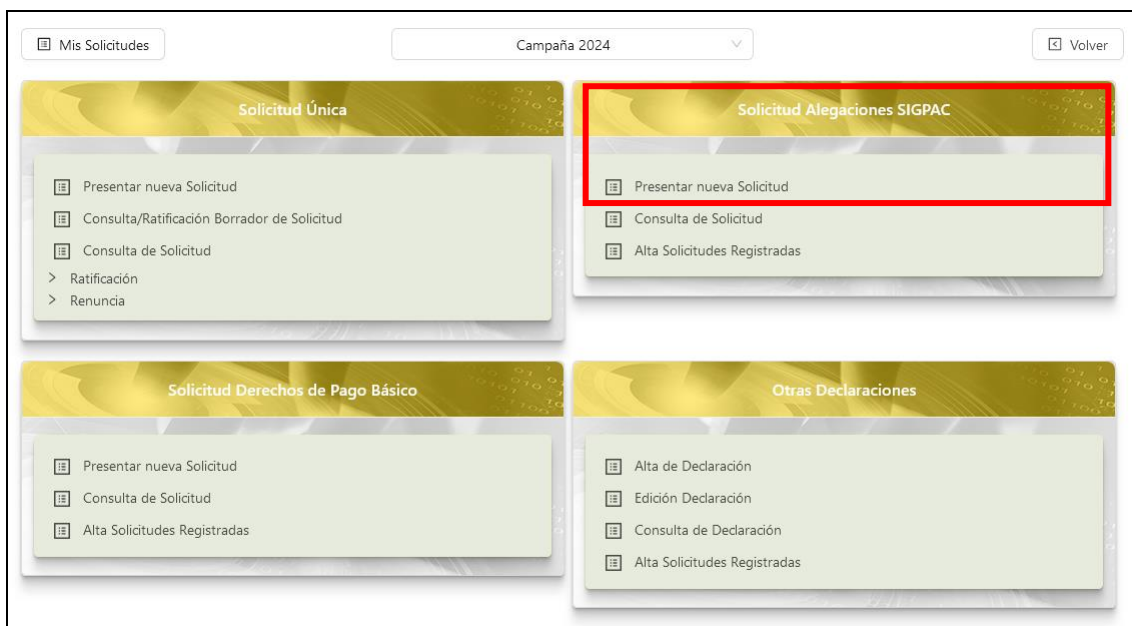 Mis Solicitudes
Campaña 2024
Volver
Solicitud Única
Presentar nueva Solicitud
Consulta/Ratificación Borrador de Solicitud
Consulta de Solicitud
Ratificación
Renuncia
Solicitud Alegaciones SIGPAC
Presentar nueva Solicitud
Consulta de Solicitud
Alta Solicitudes Registradas
Solicitud Derechos de Pago Básico
Presentar nueva Solicitud
Consulta de Solicitud
Alta Solicitudes Registradas
Otras Declaraciones
Alta de Declaración
Edición Declaración
Consulta de Declaración
Alta Solicitudes Registradas